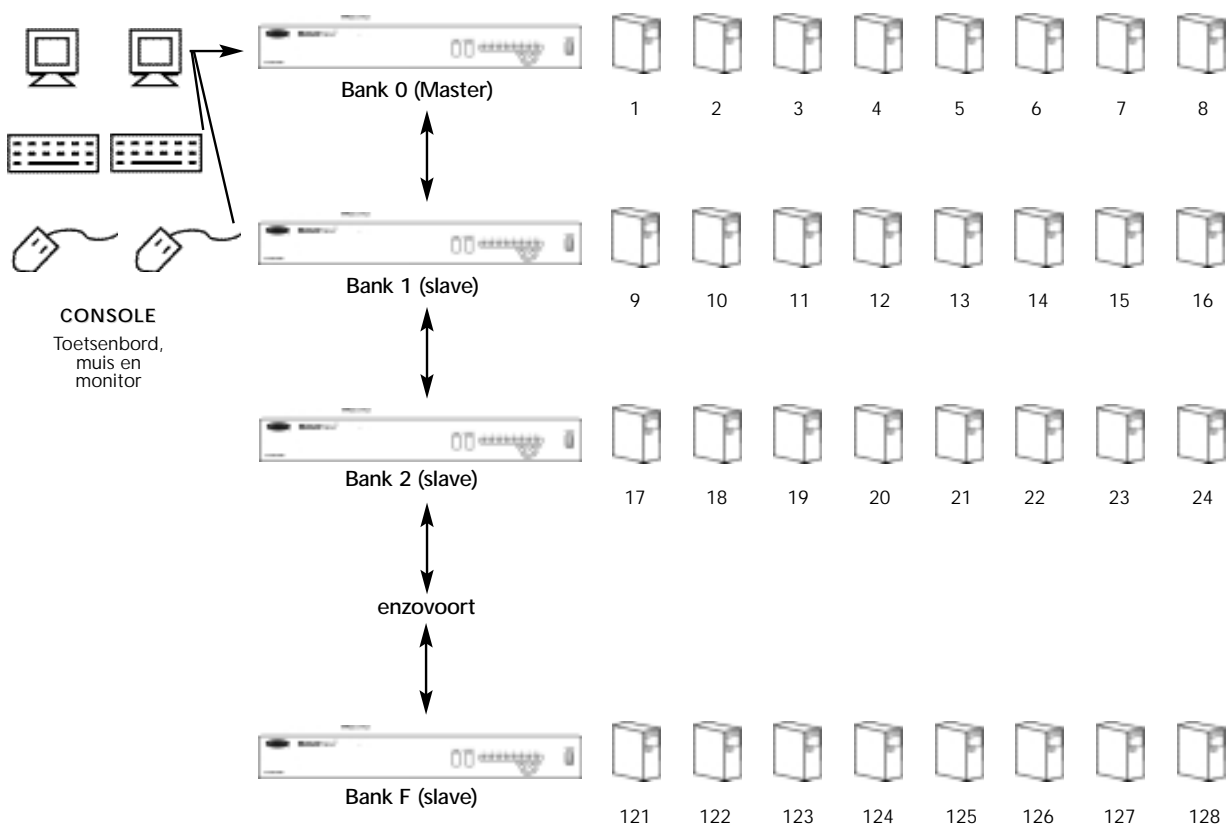 Bank 0 (Master)
1 2 3 4 5 6 7 8
Bank 1 (slave)
9 10 11 12 13 14 15 16
CONSOLE
Toetsenbord,
muis en
monitor
Bank 2 (slave)
17 18 19 20 21 22 23 24
enzovoort
Bank F (slave)
121 122 123 124 125 126 127 128